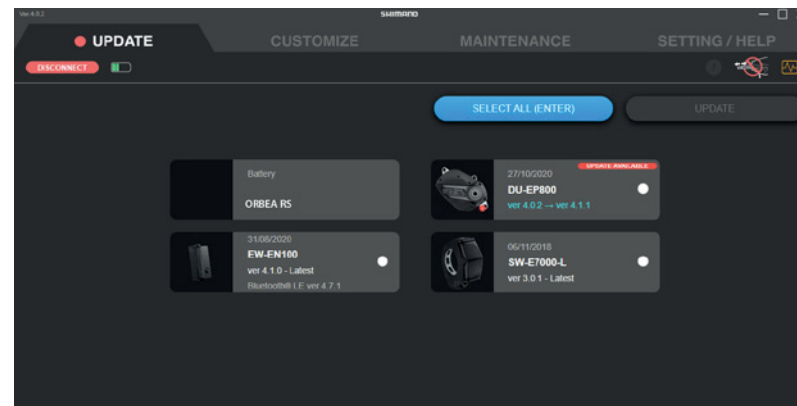 Ver.4.0.2
SHIMANO
UPDATE
CUSTOMIZE
MAINTENANCE
SETTING / HELP
DISCONNECT
SELECT ALL (ENTER)
UPDATE
Battery
ORBEA RS
UPDATE AVAILABLE
27/10/2020
DU-EP800
ver 4.0.2 → ver 4.1.1
31/08/2020
EW-EN100
ver 4.1.0 - Latest
Bluetooth® LE ver 4.7.1
06/11/2018
SW-E7000-L
ver 3.0.1 - Latest